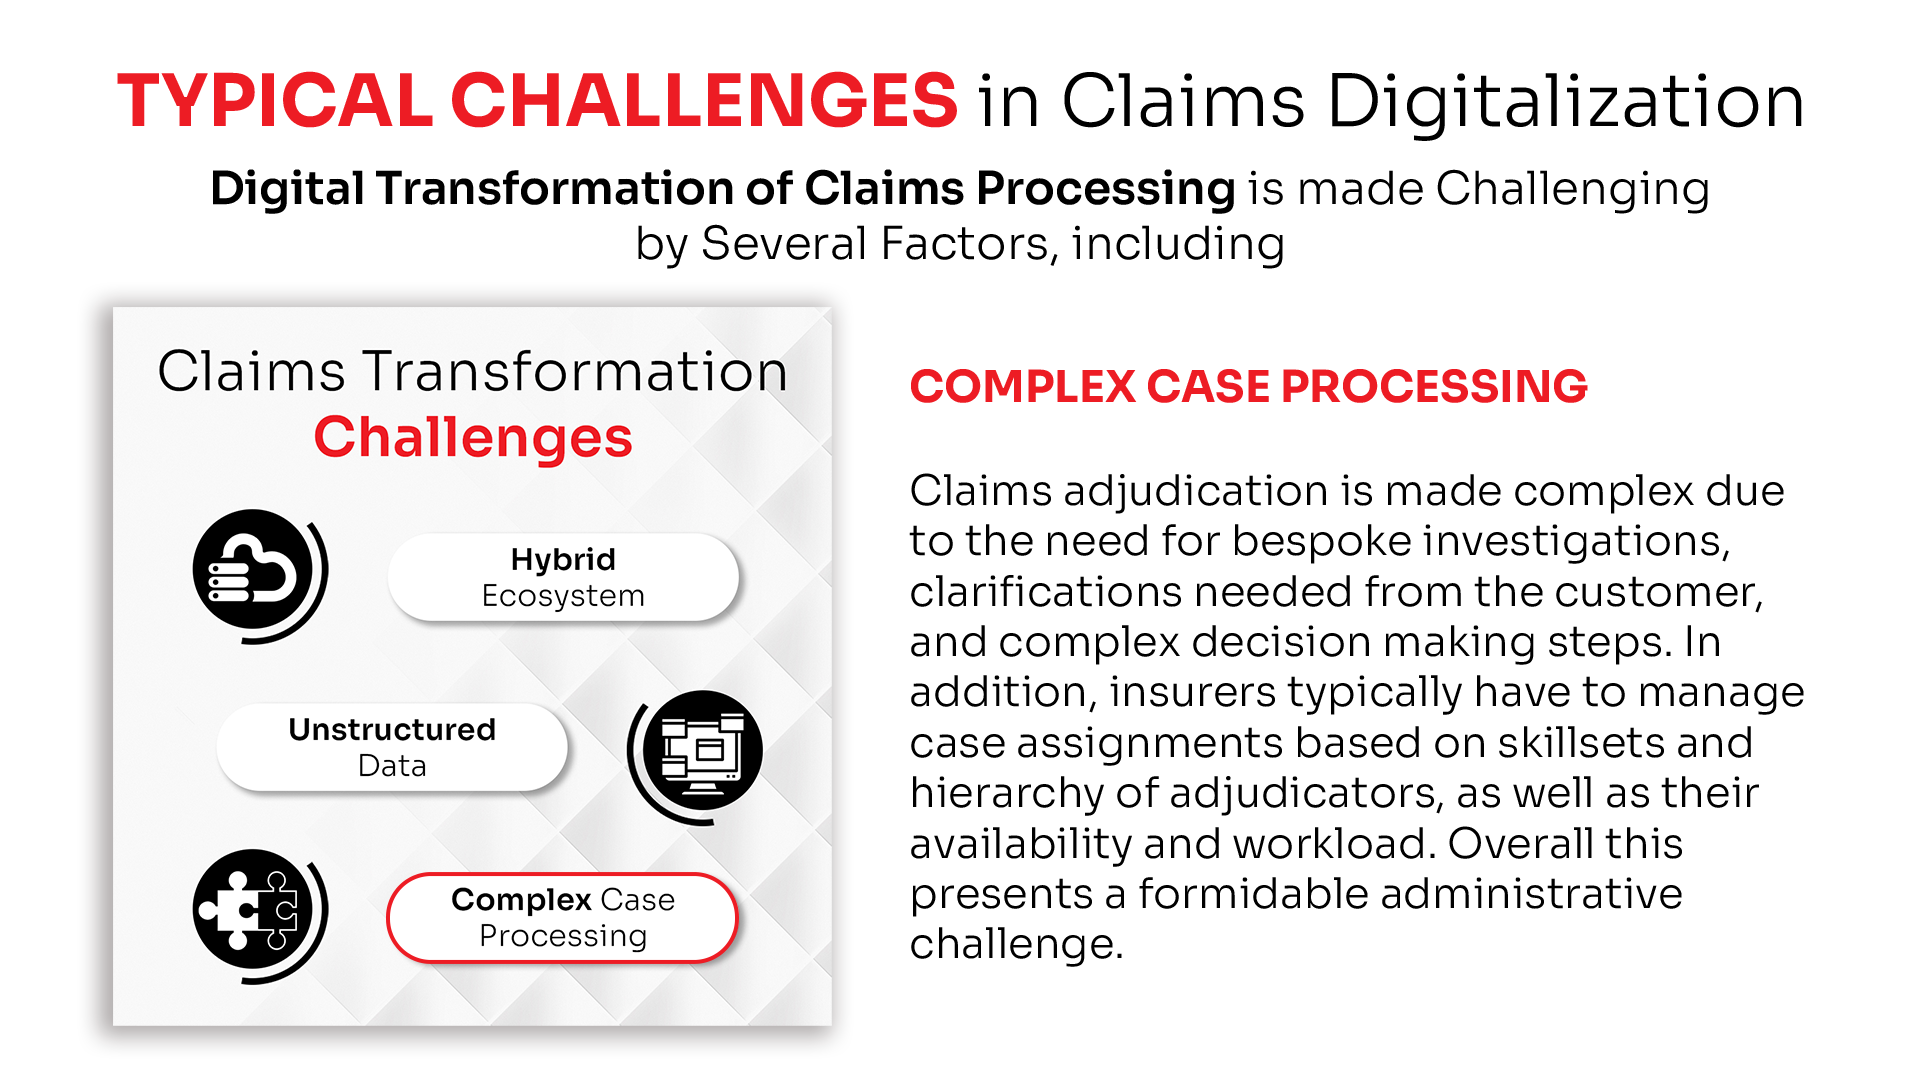 TYPICAL CHALLENGES in Claims Digitalization
Digital Transformation of Claims Processing is made Challenging
by Several Factors, including
Claims Transformation
Challenges
Hybrid
Ecosystem
Unstructured
Data
Complex Case
Processing
COMPLEX CASE PROCESSING
Claims adjudication is made complex due
to the need for bespoke investigations,
clarifications needed from the customer,
and complex decision making steps. In
addition, insurers typically have to manage
case assignments based on skillsets and
hierarchy of adjudicators, as well as their
availability and workload. Overall this
presents a formidable administrative
challenge.